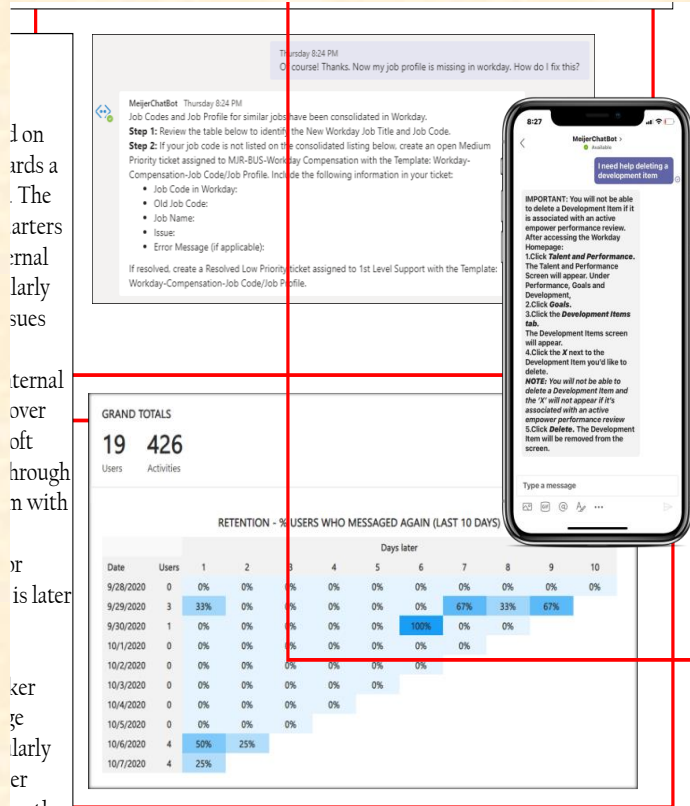 d on
ards a
. The
arters
ernal
larly
sues
ternal
over
oft
hrough
m with
or
is later
ker
ge
larly
er
Thursday 8:24 PM
Of course! Thanks. Now my job profile is missing in workday. How do I fix this?
MeijerChatBot Thursday 8:24 PM
Job Codes and Job Profile for similar jobs have been consolidated in Workday.
Step 1: Review the table below to identify the New Workday Job Title and Job Code.
Step 2: If your job code is not listed on the consolidated listing below, create an open Medium
Priority ticket assigned to MJR-BUS-Workday Compensation with the Template: Workday-
Compensation-Job Code/Job Profile. Include the following information in your ticket:
• Job Code in Workday:
• Old Job Code:
• Job Name:
• Issue:
• Error Message (if applicable):
If resolved, create a Resolved Low Priority ticket assigned to 1st Level Support with the Template:
Workday-Compensation-Job Code/Job Profile.
8:27
MeijerChatBot >
Available
I need help deleting a
development item
IMPORTANT: You will not be able
to delete a Development Item if it
is associated with an active
empower performance review.
After accessing the Workday
Homepage:
1.Click Talent and Performance.
The Talent and Performance
Screen will appear. Under
Performance, Goals and
Development,
2.Click Goals.
3.Click the Development Items
tab.
The Development Items screen
will appear.
4.Click the X next to the
Development Item you'd like to
delete.
NOTE: You will not be able to
delete a Development Item and
the 'X' will not appear if it's
associated with an active
empower performance review
5.Click Delete. The Development
Item will be removed from the
screen.
Type a message
GIF
GRAND TOTALS
19 426
Users Activities
RETENTION - % USERS WHO MESSAGED AGAIN (LAST 10 DAYS)
Days later
Date Users 1 2 3 4 5 6 7 8 9 10
9/28/2020 0 0% 0% 0% 0% 0% 0% 0% 0% 0% 0%
9/29/2020 3 33% 0% 0% 0% 0% 0% 67% 33% 67%
9/30/2020 1 0% 0% 0% 0% 0% 100% 0% 0%
10/1/2020 0 0% 0% 0% 0% 0% 0% 0%
10/2/2020 0 0% 0% 0% 0% 0% 0%
10/3/2020 0 0% 0% 0% 0% 0%
10/4/2020 0 0% 0% 0% 0%
10/5/2020 0 0% 0% 0%
10/6/2020 4 50% 25%
10/7/2020 4 25%